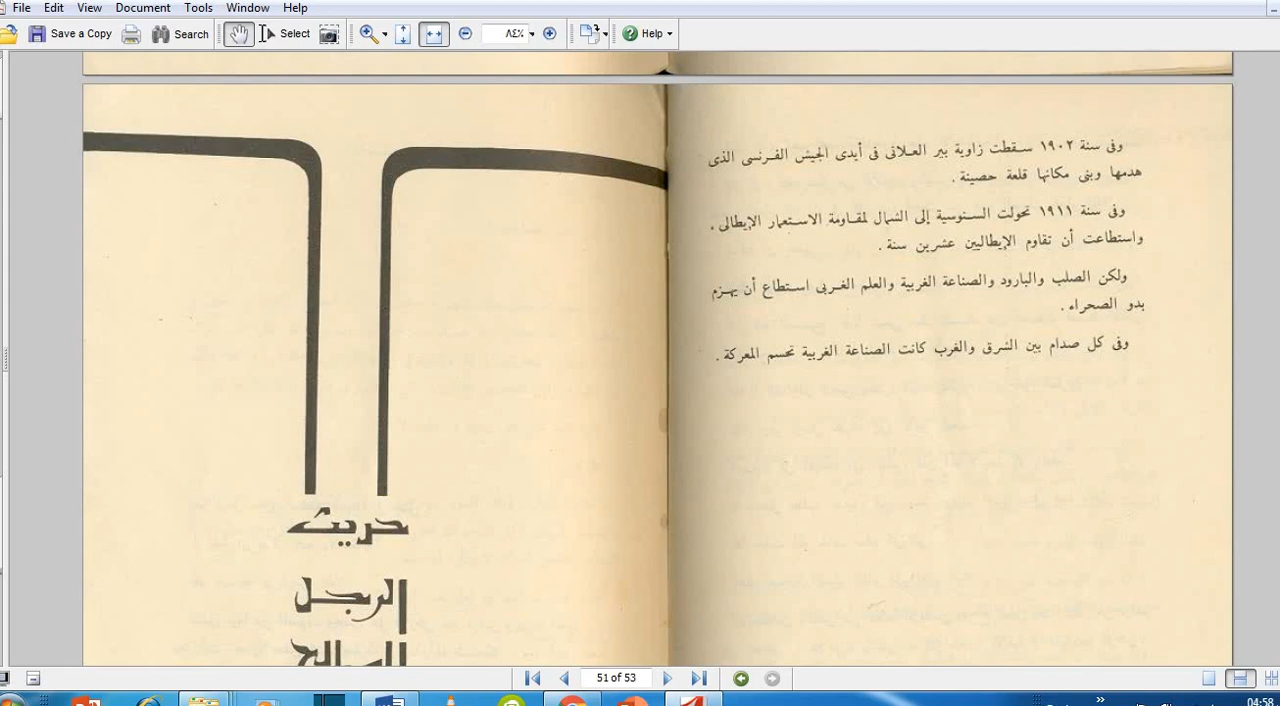 File Edit View Document Tools Window Help
Save a Copy Search Select ٨٤% Help
وفى سنة ١٩٠٢ سقطت زاوية بير العلانى فى أيدى الجيش الفرنسى الذى
هدمها وبنى مكانها قلعة حصينة .
وفى سنة ١٩١١ تحولت السنوسية إلى الشمال لمقاومة الاستعمار الإيطالى .
واستطاعت أن تقاوم الإيطاليين عشرين سنة .
ولكن الصلب والبارود والصناعة الغربية والعلم الغربى استطاع أن يهزم
بدو الصحراء .
وفى كل صدام بين الشرق والغرب كانت الصناعة الغربية تحسم المعركة .
حديث
الرجل
الصالح
51 of 53
04:58